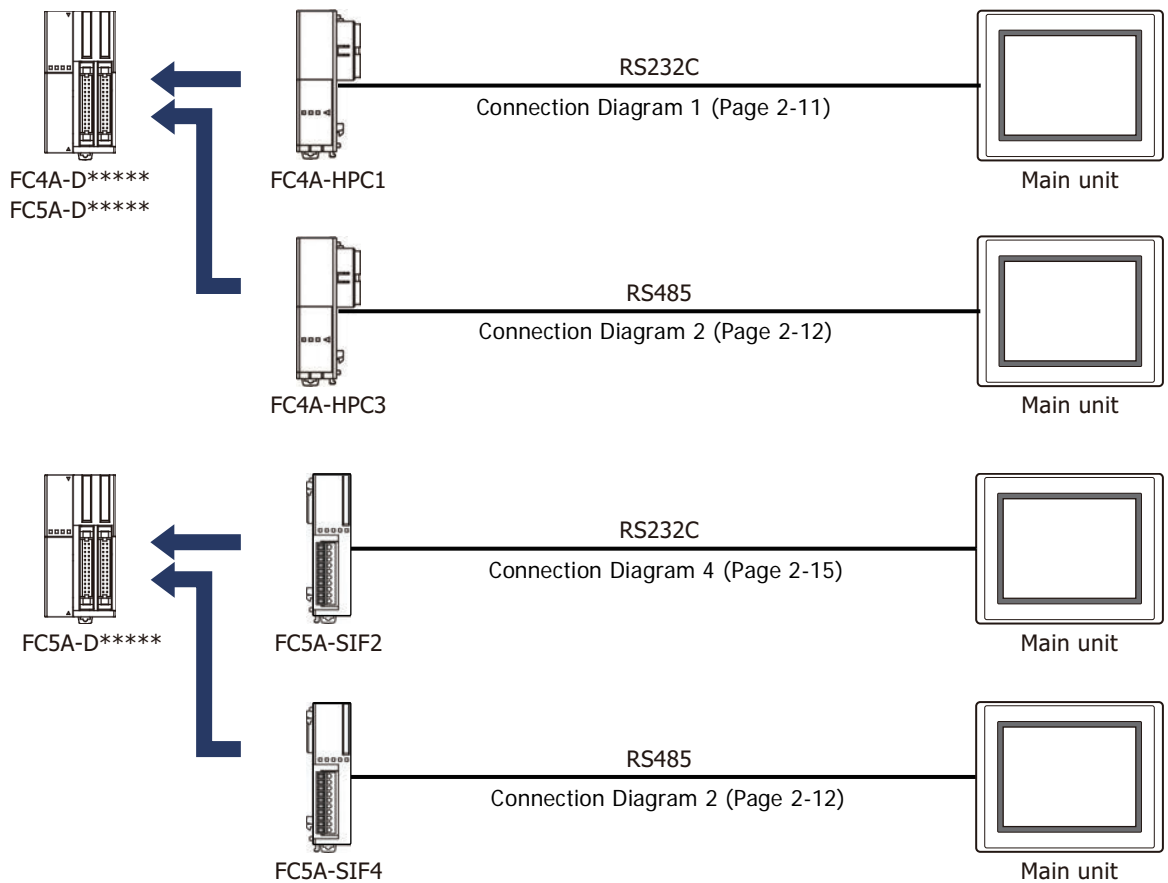 RS232C
Connection Diagram 1 (Page 2-11)
FC4A-D*****
FC5A-D*****
FC4A-HPC1
Main unit
RS485
Connection Diagram 2 (Page 2-12)
FC4A-HPC3
Main unit
RS232C
Connection Diagram 4 (Page 2-15)
FC5A-D*****
FC5A-SIF2
Main unit
RS485
Connection Diagram 2 (Page 2-12)
FC5A-SIF4
Main unit